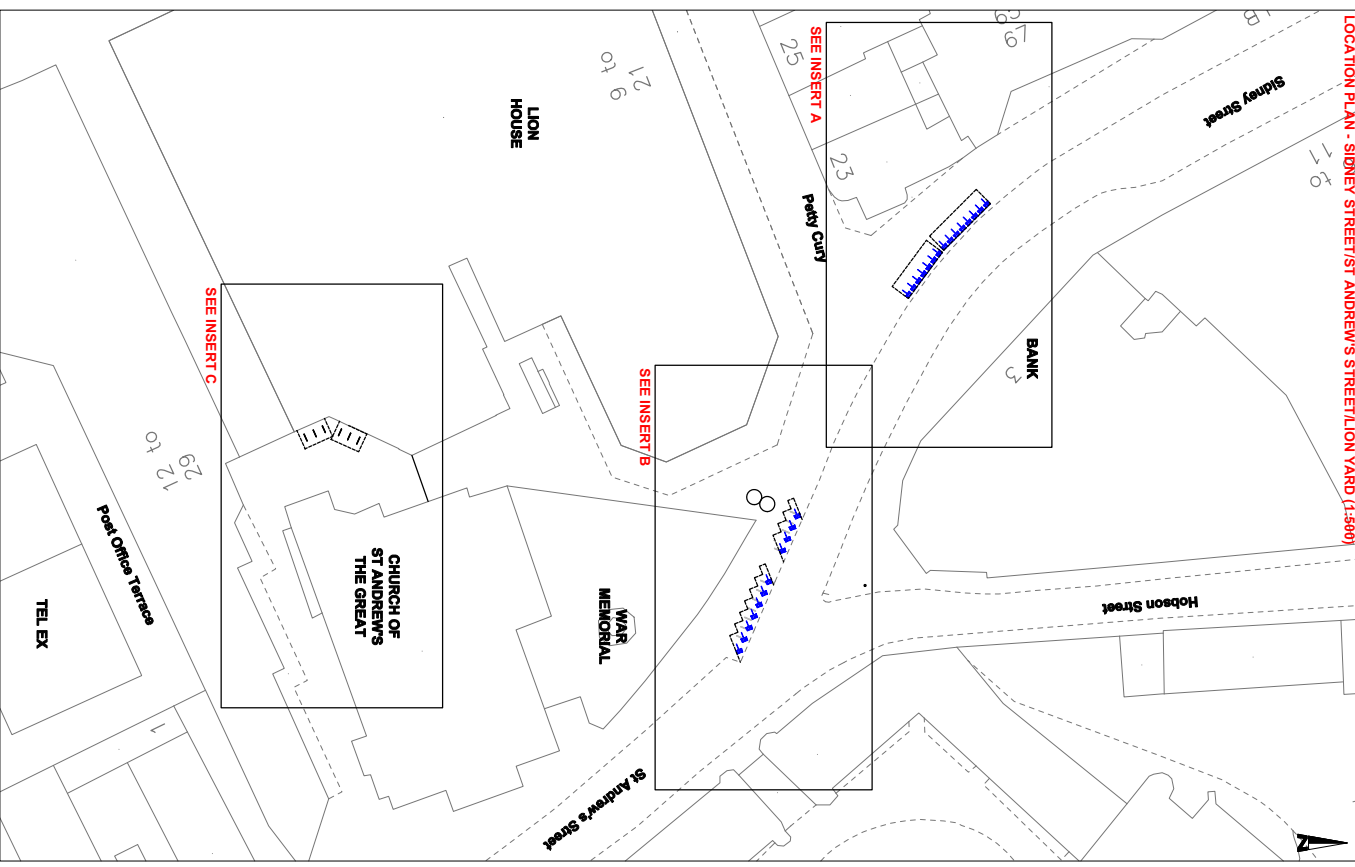 LOCATION PLAN - SIDNEY STREET/ST ANDREW'S STREET/LION YARD (1:500)
Sidney Street
to
11
67
25
SEE INSERT A
23
Petty Cury
BANK
3
21
9 to
LION
HOUSE
SEE INSERT B
SEE INSERT C
Hobson Street
WAR
MEMORIAL
CHURCH OF
ST ANDREW'S
THE GREAT
29
12 to
Post Office Terrace
TEL EX
1
St Andrew's Street
N